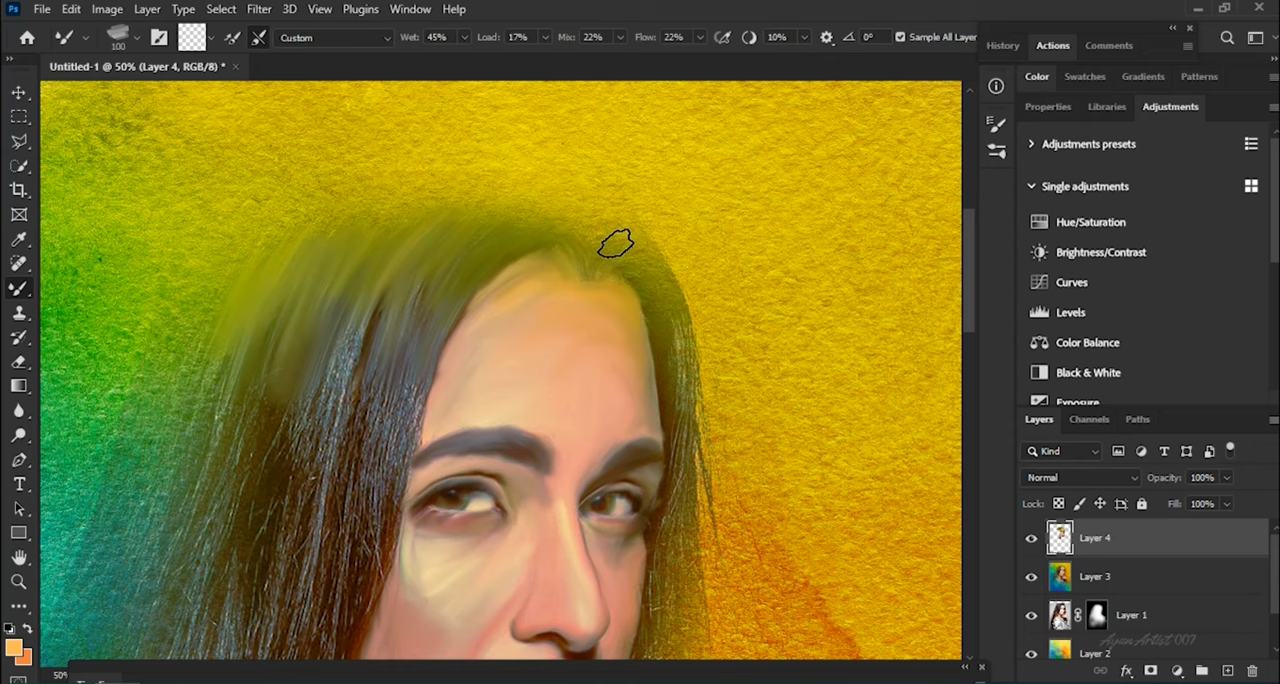 Ps File Edit Image Layer Type Select Filter 3D View Plugins Window Help
100 Custom Wet: 45% Load: 17% Mix: 22% Flow: 22% 10% 0° Sample All Layer
Untitled-1 @ 50% (Layer 4, RGB/8) * ×
History Actions Comments
Color Swatches Gradients Patterns
Properties Libraries Adjustments
Adjustments presets
Single adjustments
Hue/Saturation
Brightness/Contrast
Curves
Levels
Color Balance
Black & White
Exposure
Layers Channels Paths
Kind
Normal Opacity: 100%
Lock: Fill: 100%
Layer 4
Layer 3
Layer 1
Ayan Artist 007
Layer 2
50%